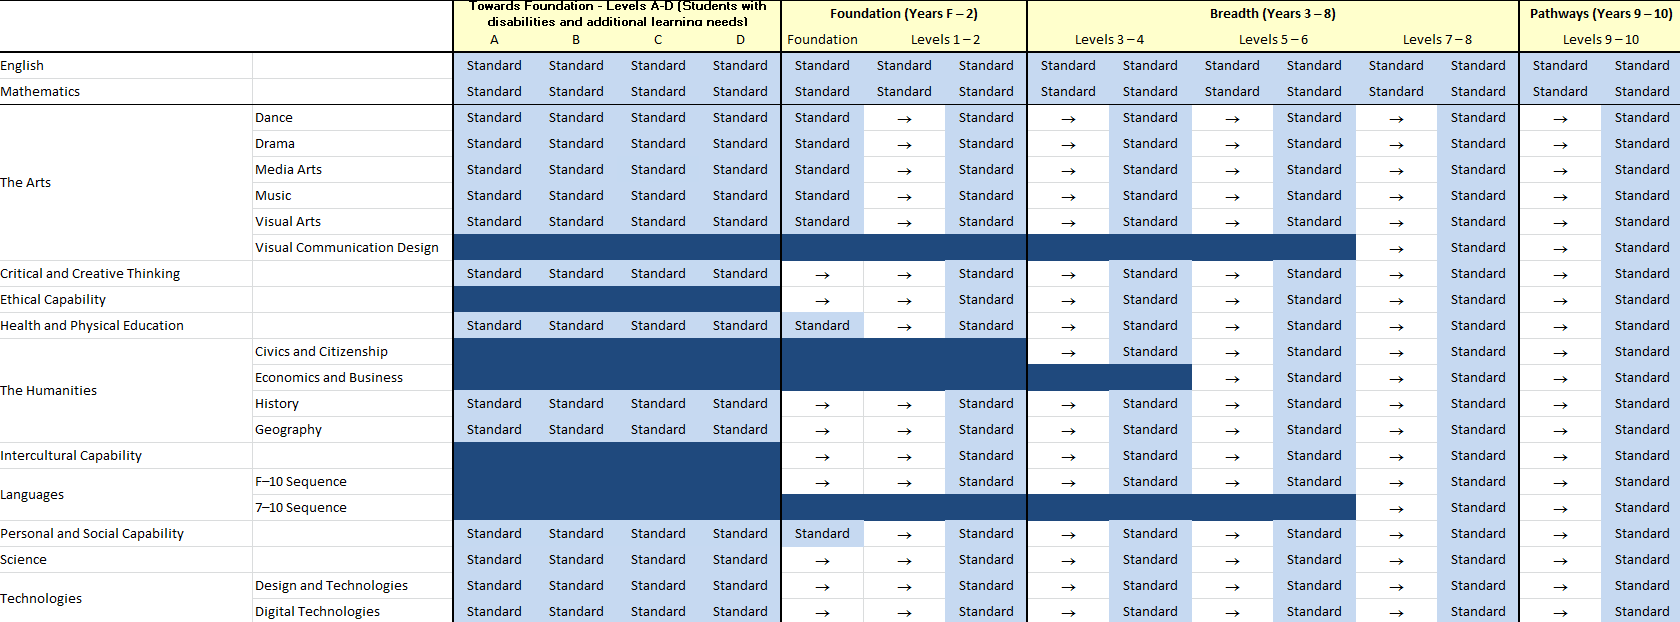 Towards Foundation - Levels A-D (Students with disabilities and additional learning needs) Foundation (Years F – 2) Breadth (Years 3 – 8) Pathways (Years 9 – 10)
A B C D Foundation Levels 1 – 2 Levels 3 – 4 Levels 5 – 6 Levels 7 – 8 Levels 9 – 10
English Standard Standard Standard Standard Standard Standard Standard Standard Standard Standard Standard Standard Standard Standard Standard
Mathematics Standard Standard Standard Standard Standard Standard Standard Standard Standard Standard Standard Standard Standard Standard Standard
The Arts
Dance Standard Standard Standard Standard Standard → Standard → Standard → Standard → Standard → Standard
Drama Standard Standard Standard Standard Standard → Standard → Standard → Standard → Standard → Standard
Media Arts Standard Standard Standard Standard Standard → Standard → Standard → Standard → Standard → Standard
Music Standard Standard Standard Standard Standard → Standard → Standard → Standard → Standard → Standard
Visual Arts Standard Standard Standard Standard Standard → Standard → Standard → Standard → Standard → Standard
Visual Communication Design → Standard → Standard
Critical and Creative Thinking Standard Standard Standard Standard → → Standard → Standard → Standard → Standard → Standard
Ethical Capability → → Standard → Standard → Standard → Standard → Standard
Health and Physical Education Standard Standard Standard Standard Standard → Standard → Standard → Standard → Standard → Standard
The Humanities
Civics and Citizenship → Standard → Standard → Standard → Standard
Economics and Business → Standard → Standard → Standard
History Standard Standard Standard Standard → → Standard → Standard → Standard → Standard → Standard
Geography Standard Standard Standard Standard → → Standard → Standard → Standard → Standard → Standard
Intercultural Capability → → Standard → Standard → Standard → Standard → Standard
Languages
F–10 Sequence → → Standard → Standard → Standard → Standard → Standard
7–10 Sequence → Standard → Standard
Personal and Social Capability Standard Standard Standard Standard Standard → Standard → Standard → Standard → Standard → Standard
Science Standard Standard Standard Standard → → Standard → Standard → Standard → Standard → Standard
Technologies
Design and Technologies Standard Standard Standard Standard → → Standard → Standard → Standard → Standard → Standard
Digital Technologies Standard Standard Standard Standard → → Standard → Standard → Standard → Standard → Standard